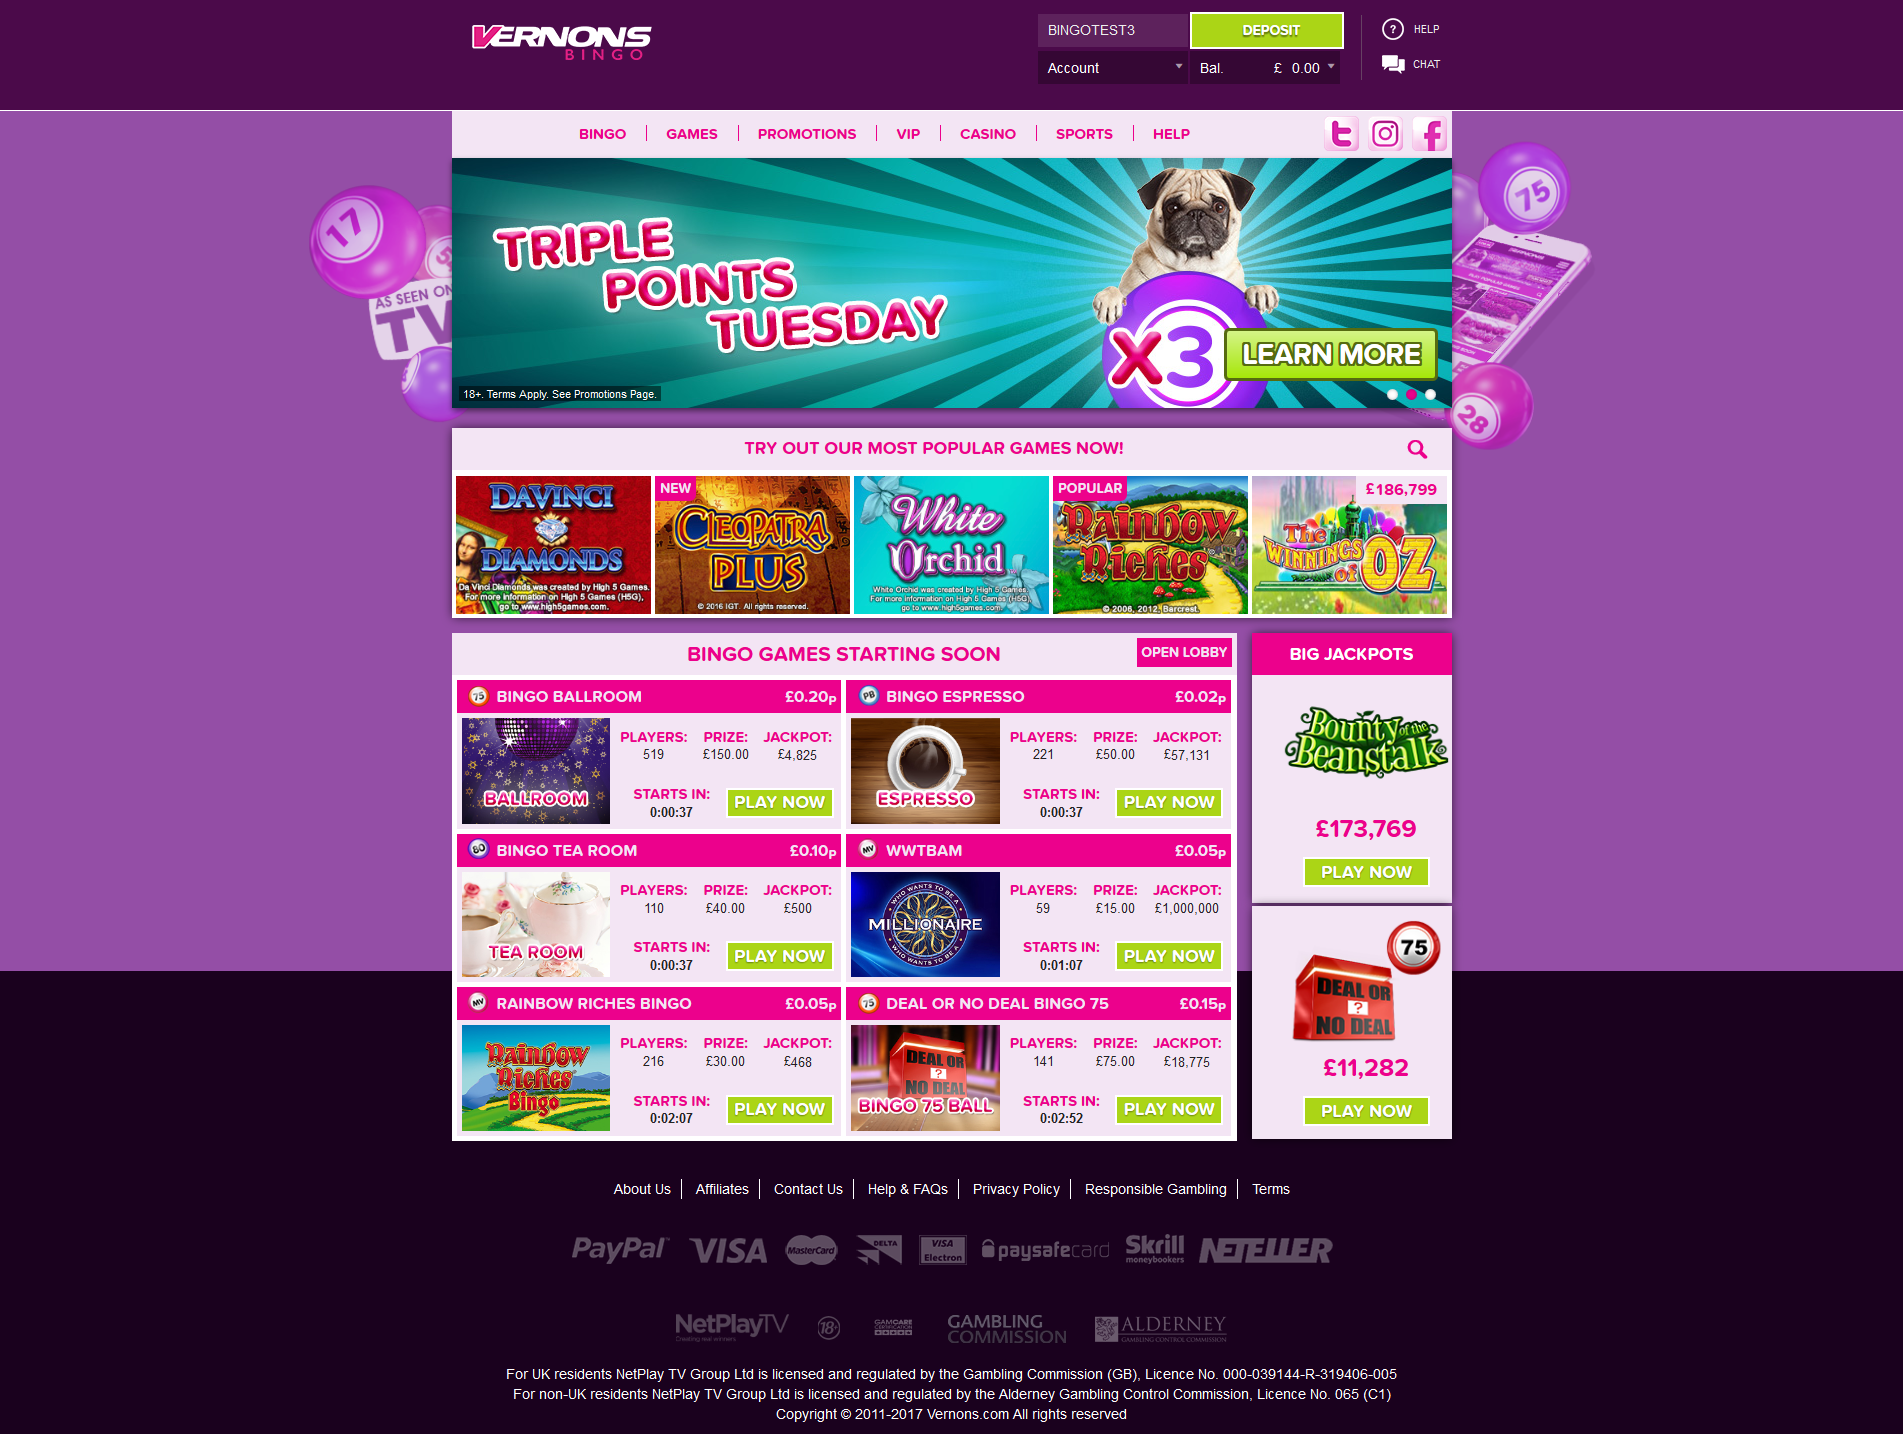 VERNONS
BINGO
BINGOTEST3
DEPOSIT
HELP
Account
Bal. £ 0.00
CHAT
BINGO
GAMES
PROMOTIONS
VIP
CASINO
SPORTS
HELP
17
AS SEEN ON
TV
75
28
TRIPLE
POINTS
TUESDAY
X3
LEARN MORE
18+. Terms Apply. See Promotions Page.
TRY OUT OUR MOST POPULAR GAMES NOW!
DAVINCI
DIAMONDS
Da Vinci Diamonds was created by High 5 Games.
For more information on High 5 Games (H5G),
go to www.high5games.com.
NEW
CLEOPATRA
PLUS
© 2016 IGT. All rights reserved.
White
Orchid
White Orchid was created by High 5 Games.
For more information on High 5 Games (H5G),
go to www.high5games.com.
POPULAR
Rainbow
Riches
© 2008, 2012, Barcrest.
£186,799
The
WINNINGS
of OZ
BINGO GAMES STARTING SOON
OPEN LOBBY
75 BINGO BALLROOM £0.20p
BALLROOM
PLAYERS: PRIZE: JACKPOT:
519 £150.00 £4,825
STARTS IN:
0:00:37
PLAY NOW
PB BINGO ESPRESSO £0.02p
ESPRESSO
PLAYERS: PRIZE: JACKPOT:
221 £50.00 £57,131
STARTS IN:
0:00:37
PLAY NOW
80 BINGO TEA ROOM £0.10p
TEA ROOM
PLAYERS: PRIZE: JACKPOT:
110 £40.00 £500
STARTS IN:
0:00:37
PLAY NOW
MV WWTBAM £0.05p
WHO WANTS TO BE A
MILLIONAIRE
WHO WANTS TO BE A
PLAYERS: PRIZE: JACKPOT:
59 £15.00 £1,000,000
STARTS IN:
0:01:07
PLAY NOW
MV RAINBOW RICHES BINGO £0.05p
Rainbow
Riches
Bingo
PLAYERS: PRIZE: JACKPOT:
216 £30.00 £468
STARTS IN:
0:02:07
PLAY NOW
75 DEAL OR NO DEAL BINGO 75 £0.15p
DEAL OR
?
NO DEAL
BINGO 75 BALL
PLAYERS: PRIZE: JACKPOT:
141 £75.00 £18,775
STARTS IN:
0:02:52
PLAY NOW
BIG JACKPOTS
Bounty of the
Beanstalk
£173,769
PLAY NOW
75
DEAL OR
?
NO DEAL
£11,282
PLAY NOW
About Us
Affiliates
Contact Us
Help & FAQs
Privacy Policy
Responsible Gambling
Terms
PayPal
VISA
MasterCard
DELTA
VISA
Electron
paysafecard
Skrill
moneybookers
NETELLER
NetPlayTV
Creating real winners
18+
GAMCARE
CERTIFICATION
GAMBLING
COMMISSION
ALDERNEY
GAMBLING CONTROL COMMISSION
For UK residents NetPlay TV Group Ltd is licensed and regulated by the Gambling Commission (GB), Licence No. 000-039144-R-319406-005
For non-UK residents NetPlay TV Group Ltd is licensed and regulated by the Alderney Gambling Control Commission, Licence No. 065 (C1)
Copyright © 2011-2017 Vernons.com All rights reserved